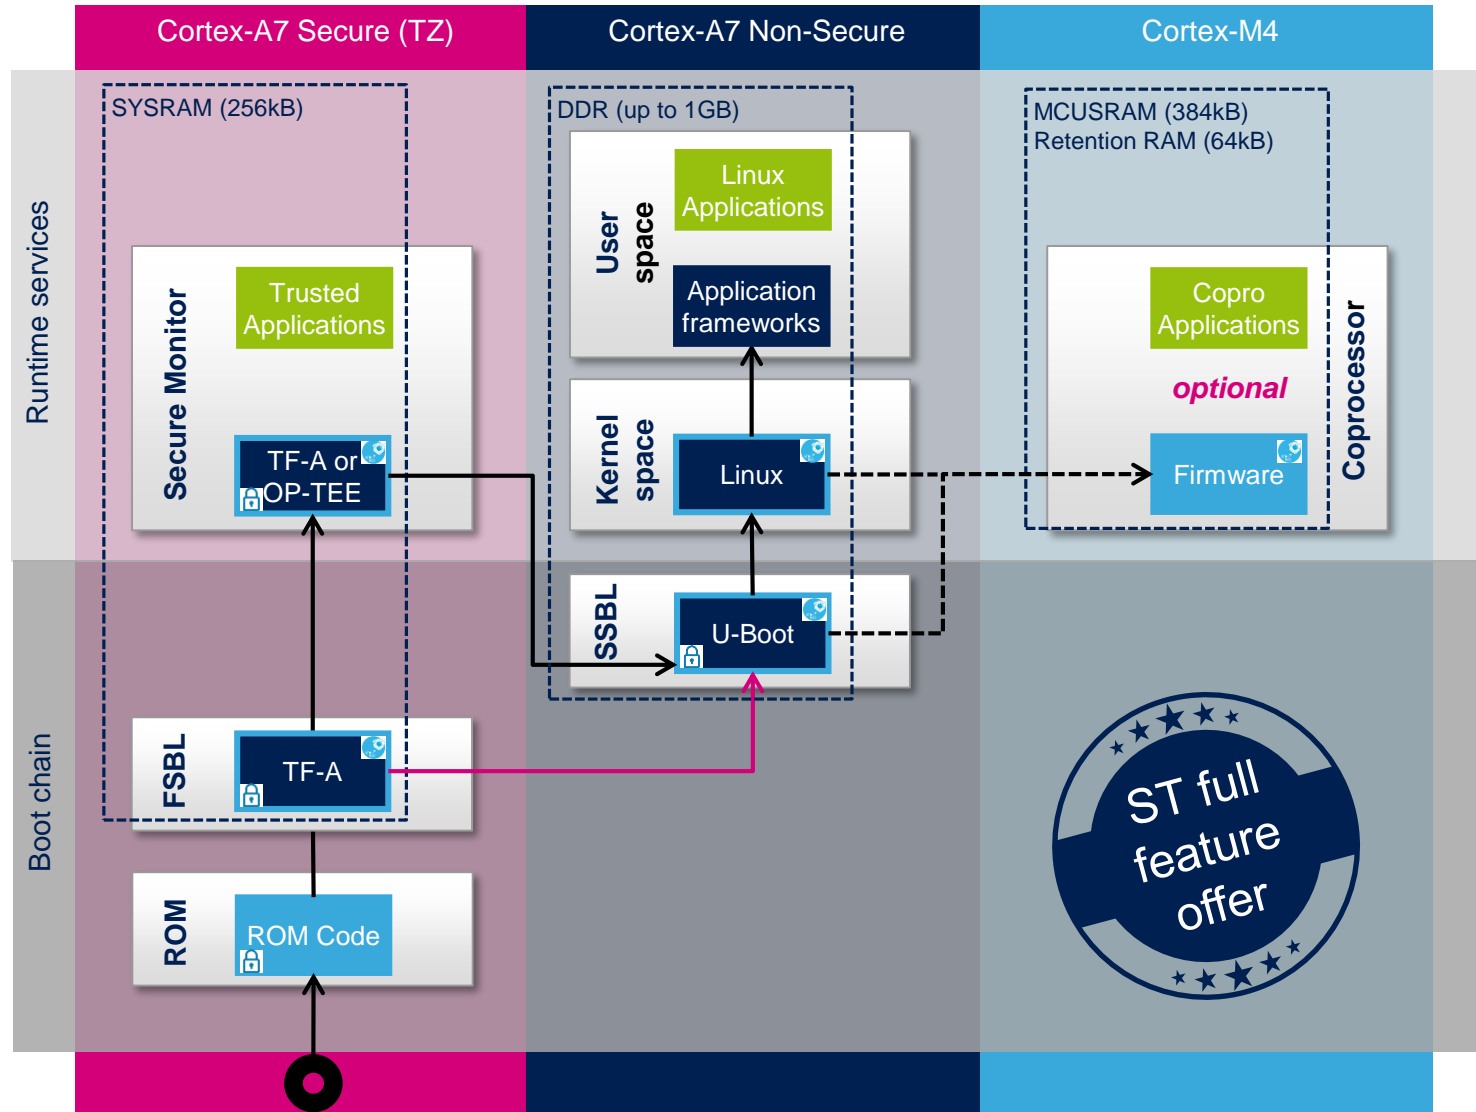 Cortex-A7 Secure (TZ)
Cortex-A7 Non-Secure
Cortex-M4
Runtime services
SYSRAM (256kB)
Secure Monitor
Trusted
Applications
TF-A or
OP-TEE
DDR (up to 1GB)
User
space
Linux
Applications
Application
frameworks
Kernel
space
Linux
MCUSRAM (384kB)
Retention RAM (64kB)
Copro
Applications
optional
Firmware
Coprocessor
Boot chain
SSBL
U-Boot
FSBL
TF-A
ROM
ROM Code
ST full
feature
offer